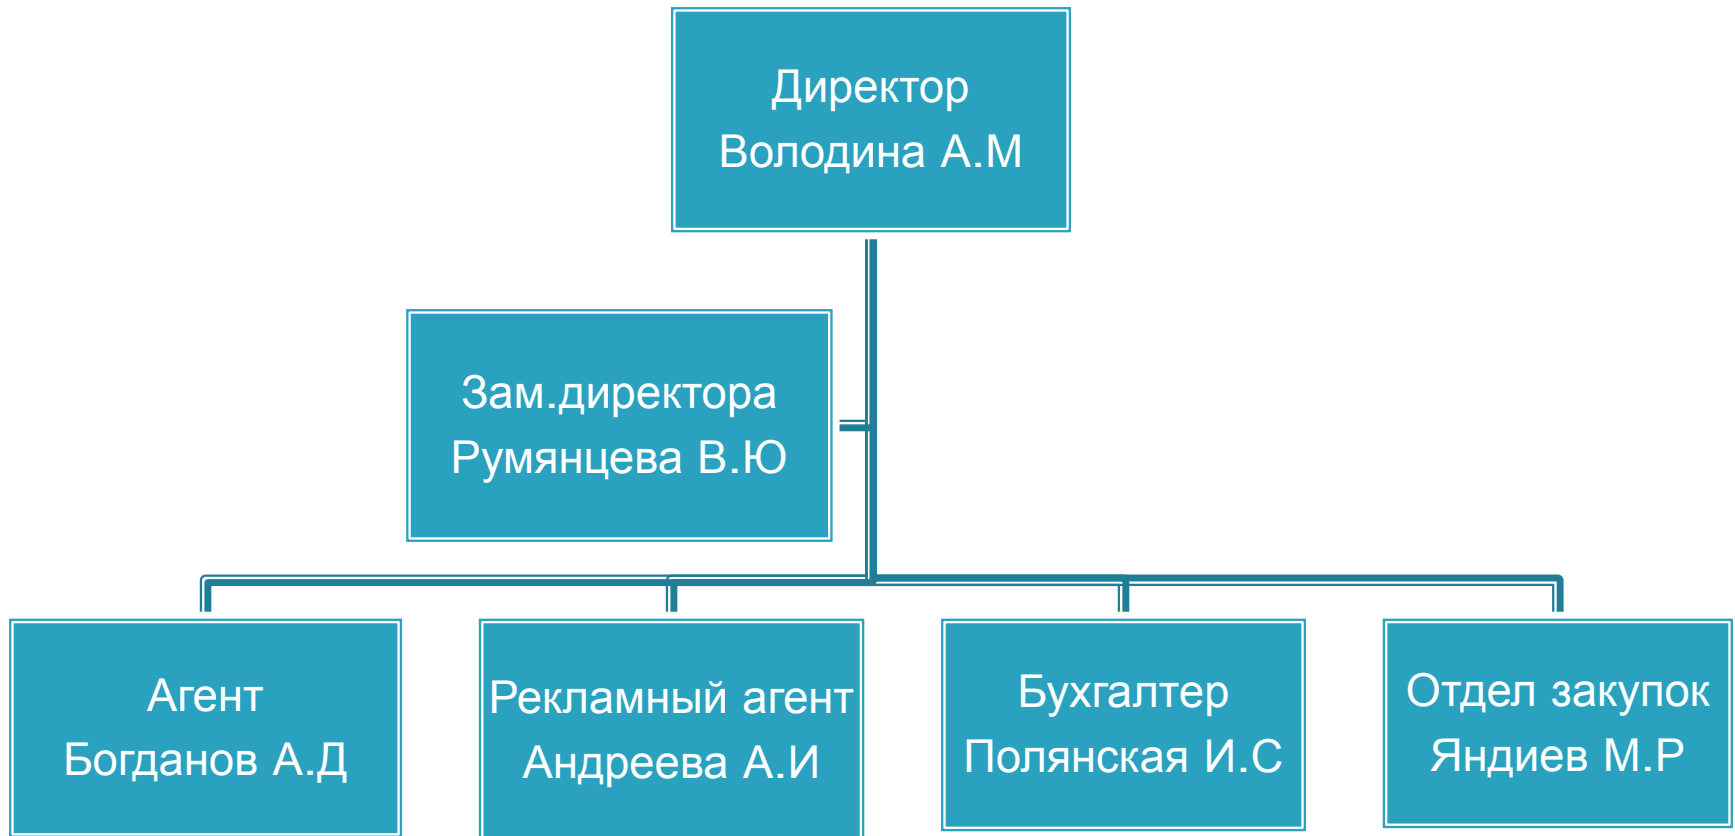 Директор
Володина А.М
Зам.директора
Румянцева В.Ю
Агент
Богданов А.Д
Рекламный агент
Андреева А.И
Бухгалтер
Полянская И.С
Отдел закупок
Яндиев М.Р